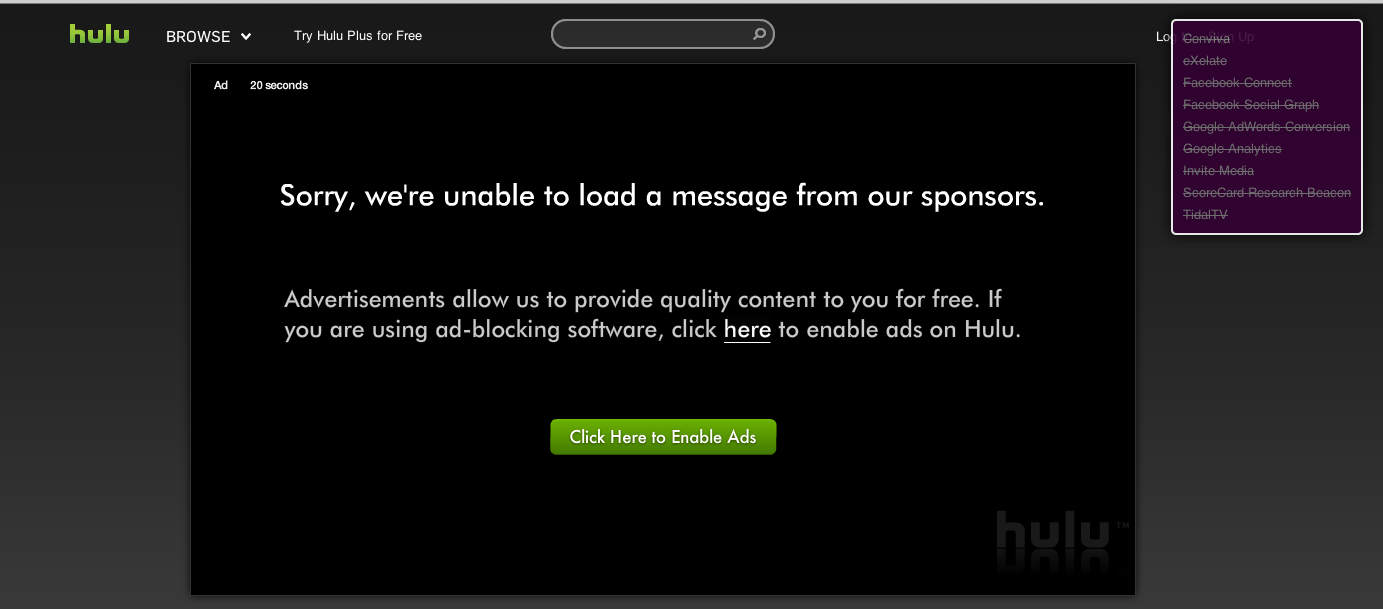 hulu
BROWSE
Try Hulu Plus for Free
Log In
Sign Up
Conviva
eXelate
Facebook Connect
Facebook Social Graph
Google AdWords Conversion
Google Analytics
Invite Media
ScoreCard Research Beacon
TidalTV
Ad 20 seconds
Sorry, we're unable to load a message from our sponsors.
Advertisements allow us to provide quality content to you for free. If
you are using ad-blocking software, click here to enable ads on Hulu.
Click Here to Enable Ads
hulu™